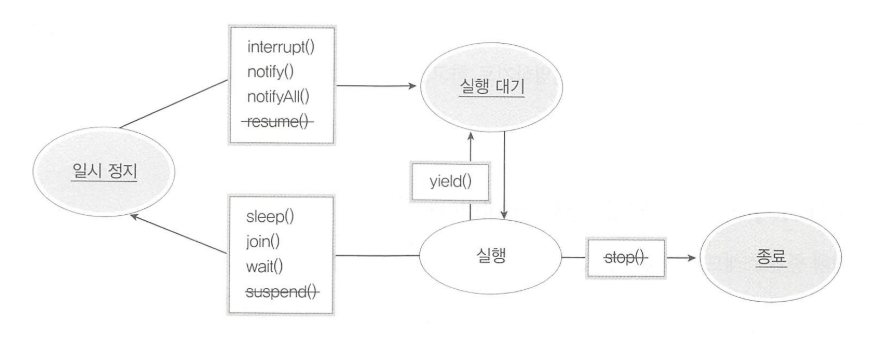 interrupt()
notify()
notifyAll()
resume()
실행 대기
일시 정지
yield()
sleep()
join()
wait()
suspend()
실행
stop()
종료